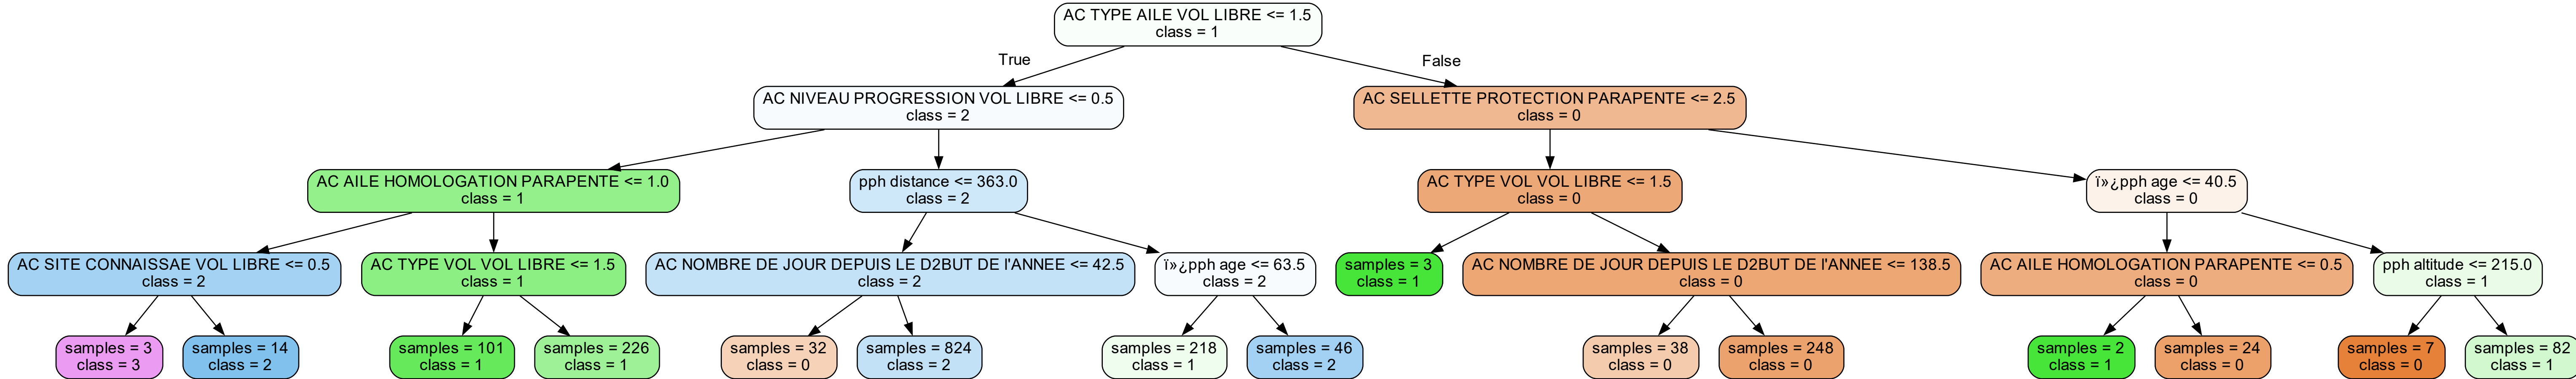 AC TYPE AILE VOL LIBRE <= 1.5
class = 1
True
False
AC NIVEAU PROGRESSION VOL LIBRE <= 0.5
class = 2
AC SELLETTE PROTECTION PARAPENTE <= 2.5
class = 0
AC AILE HOMOLOGATION PARAPENTE <= 1.0
class = 1
pph distance <= 363.0
class = 2
AC TYPE VOL VOL LIBRE <= 1.5
class = 0
ï»¿pph age <= 40.5
class = 0
AC SITE CONNAISSAE VOL LIBRE <= 0.5
class = 2
AC TYPE VOL VOL LIBRE <= 1.5
class = 1
AC NOMBRE DE JOUR DEPUIS LE D2BUT DE l'ANNEE <= 42.5
class = 2
ï»¿pph age <= 63.5
class = 2
samples = 3
class = 1
AC NOMBRE DE JOUR DEPUIS LE D2BUT DE l'ANNEE <= 138.5
class = 0
AC AILE HOMOLOGATION PARAPENTE <= 0.5
class = 0
pph altitude <= 215.0
class = 1
samples = 3
class = 3
samples = 14
class = 2
samples = 101
class = 1
samples = 226
class = 1
samples = 32
class = 0
samples = 824
class = 2
samples = 218
class = 1
samples = 46
class = 2
samples = 38
class = 0
samples = 248
class = 0
samples = 2
class = 1
samples = 24
class = 0
samples = 7
class = 0
samples = 82
class = 1